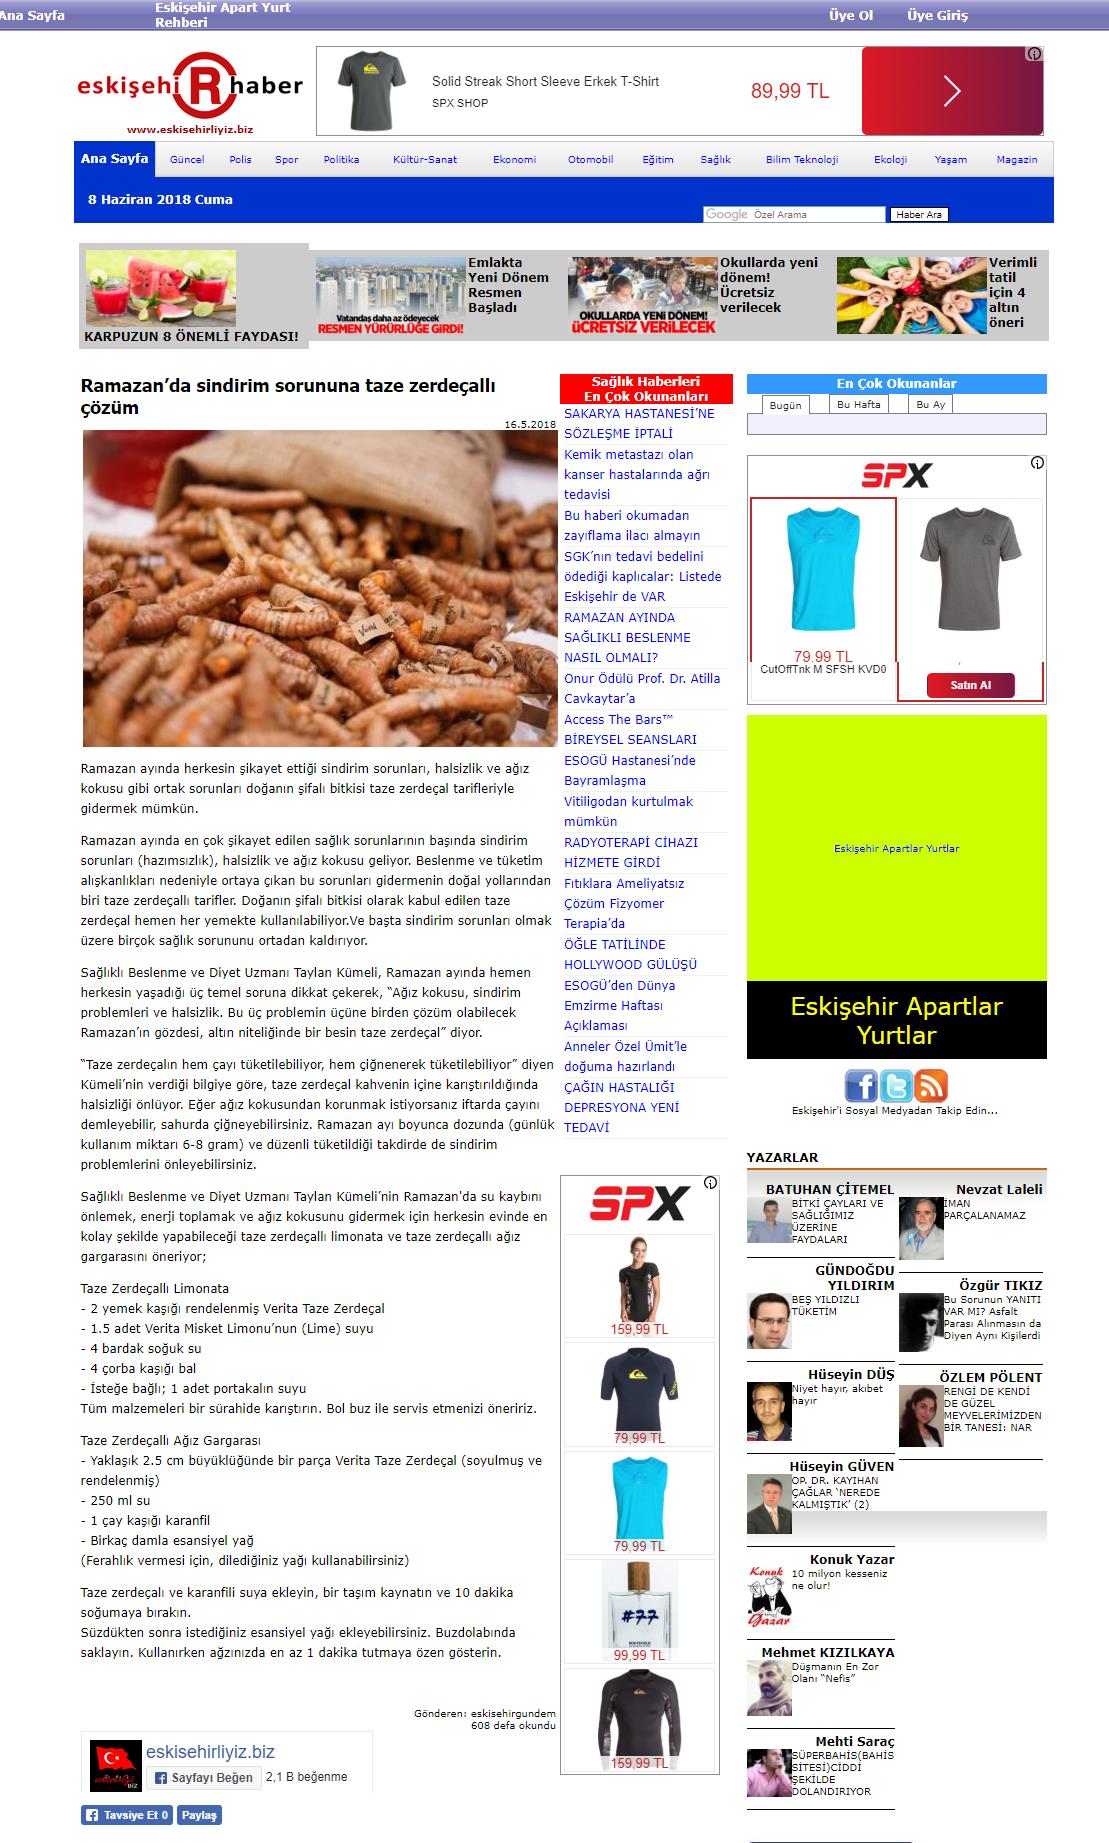 Ana Sayfa
Eskişehir Apart Yurt
Rehberi
Üye Ol
Üye Giriş
eskişehiRhaber
www.eskisehirliyiz.biz
Solid Streak Short Sleeve Erkek T-Shirt
SPX SHOP
89,99 TL
Ana Sayfa
Güncel
Polis
Spor
Politika
Kültür-Sanat
Ekonomi
Otomobil
Eğitim
Sağlık
Bilim Teknoloji
Ekoloji
Yaşam
Magazin
8 Haziran 2018 Cuma
Google Özel Arama
Haber Ara
KARPUZUN 8 ÖNEMLİ FAYDASI!
Vatandaş daha az ödeyecek
RESMEN YÜRÜRLÜĞE GİRDİ!
Emlakta
Yeni Dönem
Resmen
Başladı
OKULLARDA YENİ DÖNEM!
ÜCRETSİZ VERİLECEK
Okullarda yeni
dönem!
Ücretsiz
verilecek
Verimli
tatil
için 4
altın
öneri
Ramazan’da sindirim sorununa taze zerdeçallı
çözüm
16.5.2018
Ramazan ayında herkesin şikayet ettiği sindirim sorunları, halsizlik ve ağız
kokusu gibi ortak sorunları doğanın şifalı bitkisi taze zerdeçal tarifleriyle
gidermek mümkün.
Ramazan ayında en çok şikayet edilen sağlık sorunlarının başında sindirim
sorunları (hazımsızlık), halsizlik ve ağız kokusu geliyor. Beslenme ve tüketim
alışkanlıkları nedeniyle ortaya çıkan bu sorunları gidermenin doğal yollarından
biri taze zerdeçallı tarifler. Doğanın şifalı bitkisi olarak kabul edilen taze
zerdeçal hemen her yemekte kullanılabiliyor.Ve başta sindirim sorunları olmak
üzere birçok sağlık sorununu ortadan kaldırıyor.
Sağlıklı Beslenme ve Diyet Uzmanı Taylan Kümeli, Ramazan ayında hemen
herkesin yaşadığı üç temel soruna dikkat çekerek, “Ağız kokusu, sindirim
problemleri ve halsizlik. Bu üç problemin üçüne birden çözüm olabilecek
Ramazan’ın gözdesi, altın niteliğinde bir besin taze zerdeçal” diyor.
“Taze zerdeçalın hem çayı tüketilebiliyor, hem çiğnenerek tüketilebiliyor” diyen
Kümeli’nin verdiği bilgiye göre, taze zerdeçal kahvenin içine karıştırıldığında
halsizliği önlüyor. Eğer ağız kokusundan korunmak istiyorsanız iftarda çayını
demleyebilir, sahurda çiğneyebilirsiniz. Ramazan ayı boyunca dozunda (günlük
kullanım miktarı 6-8 gram) ve düzenli tüketildiği takdirde de sindirim
problemlerini önleyebilirsiniz.
Sağlıklı Beslenme ve Diyet Uzmanı Taylan Kümeli’nin Ramazan'da su kaybını
önlemek, enerji toplamak ve ağız kokusunu gidermek için herkesin evinde en
kolay şekilde yapabileceği taze zerdeçallı limonata ve taze zerdeçallı ağız
gargarasını öneriyor;
Taze Zerdeçallı Limonata
- 2 yemek kaşığı rendelenmiş Verita Taze Zerdeçal
- 1.5 adet Verita Misket Limonu’nun (Lime) suyu
- 4 bardak soğuk su
- 4 çorba kaşığı bal
- İsteğe bağlı; 1 adet portakalın suyu
Tüm malzemeleri bir sürahide karıştırın. Bol buz ile servis etmenizi öneririz.
Taze Zerdeçallı Ağız Gargarası
- Yaklaşık 2.5 cm büyüklüğünde bir parça Verita Taze Zerdeçal (soyulmuş ve
rendelenmiş)
- 250 ml su
- 1 çay kaşığı karanfil
- Birkaç damla esansiyel yağ
(Ferahlık vermesi için, dilediğiniz yağı kullanabilirsiniz)
Taze zerdeçalı ve karanfili suya ekleyin, bir taşım kaynatın ve 10 dakika
soğumaya bırakın.
Süzdükten sonra istediğiniz esansiyel yağı ekleyebilirsiniz. Buzdolabında
saklayın. Kullanırken ağzınızda en az 1 dakika tutmaya özen gösterin.
Gönderen: eskisehirgundem
608 defa okundu
eskisehirliyiz.biz
Sayfayı Beğen
2,1 B beğenme
Tavsiye Et 0
Paylaş
Sağlık Haberleri
En Çok Okunanları
SAKARYA HASTANESİ’NE
SÖZLEŞME İPTALİ
Kemik metastazı olan
kanser hastalarında ağrı
tedavisi
Bu haberi okumadan
zayıflama ilacı almayın
SGK’nın tedavi bedelini
ödediği kaplıcalar: Listede
Eskişehir de VAR
RAMAZAN AYINDA
SAĞLIKLI BESLENME
NASIL OLMALI?
Onur Ödülü Prof. Dr. Atilla
Cavkaytar’a
Access The Bars™
BİREYSEL SEANSLARI
ESOGÜ Hastanesi’nde
Bayramlaşma
Vitiligodan kurtulmak
mümkün
RADYOTERAPİ CİHAZI
HİZMETE GİRDİ
Fıtıklara Ameliyatsız
Çözüm Fizyomer
Terapia’da
ÖĞLE TATİLİNDE
HOLLYWOOD GÜLÜŞÜ
ESOGÜ’den Dünya
Emzirme Haftası
Açıklaması
Anneler Özel Ümit’le
doğuma hazırlandı
ÇAĞIN HASTALIĞI
DEPRESYONA YENİ
TEDAVİ
SPX
159,99 TL
79,99 TL
79,99 TL
#77
99,99 TL
159,99 TL
En Çok Okunanlar
Bugün
Bu Hafta
Bu Ay
SPX
79,99 TL
CutOffTnk M SFSH KVD0
Satın Al
Eskişehir Apartlar Yurtlar
Eskişehir Apartlar
Yurtlar
Eskişehir'i Sosyal Medyadan Takip Edin...
YAZARLAR
BATUHAN ÇİTEMEL
BİTKİ ÇAYLARI VE
SAĞLIĞIMIZ
ÜZERİNE
FAYDALARI
GÜNDOĞDU
YILDIRIM
BEŞ YILDIZLI
TÜKETİM
Hüseyin DÜŞ
Niyet hayır, akıbet
hayır
Hüseyin GÜVEN
OP. DR. KAYIHAN
ÇAĞLAR ‘NEREDE
KALMIŞTIK’ (2)
Konuk Yazar
Konuk
Yazar
10 milyon kesseniz
ne olur!
Mehmet KIZILKAYA
Düşmanın En Zor
Olanı “Nefis”
Mehti Saraç
SÜPERBAHİS(BAHİS
SİTESİ)CİDDİ
ŞEKİLDE
DOLANDIRIYOR
Nevzat Laleli
İMAN
PARÇALANAMAZ
Özgür TIKIZ
Bu Sorunun YANITI
VAR MI? Asfalt
Parası Alınmasın da
Diyen Aynı Kişilerdi
ÖZLEM PÖLENT
RENGİ DE KENDİ
DE GÜZEL
MEYVELERİMİZDEN
BİR TANESİ: NAR